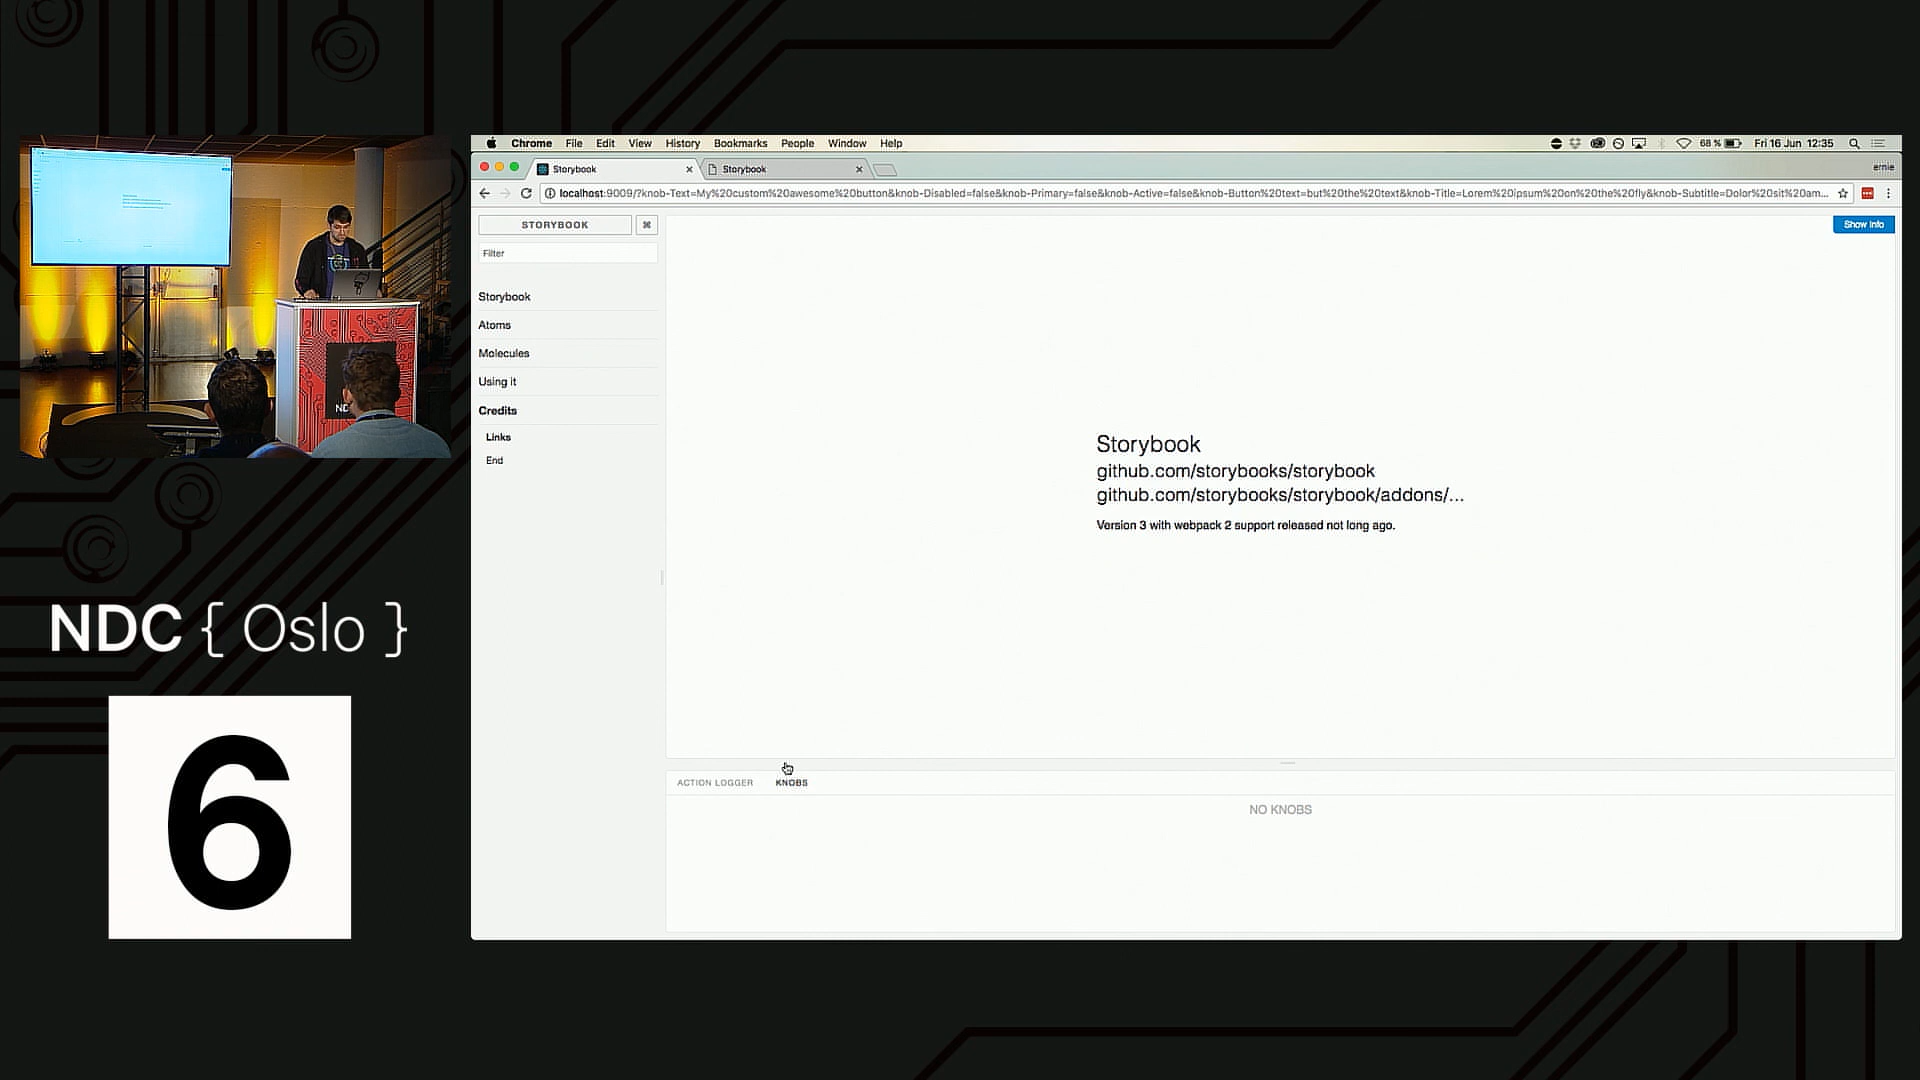 Chrome File Edit View History Bookmarks People Window Help
68 % Fri 16 Jun 12:35
Storybook
Storybook
ernie
localhost:9009/?knob-Text=My%20custom%20awesome%20button&knob-Disabled=false&knob-Primary=false&knob-Active=false&knob-Button%20text=but%20the%20text&knob-Title=Lorem%20ipsum%20on%20the%20fly&knob-Subtitle=Dolor%20sit%20am...
STORYBOOK
⌘
Show Info
Filter
Storybook
Atoms
Molecules
Using it
Credits
Links
End
Storybook
github.com/storybooks/storybook
github.com/storybooks/storybook/addons/...
Version 3 with webpack 2 support released not long ago.
ACTION LOGGER KNOBS
NO KNOBS
NDC { Oslo }
6